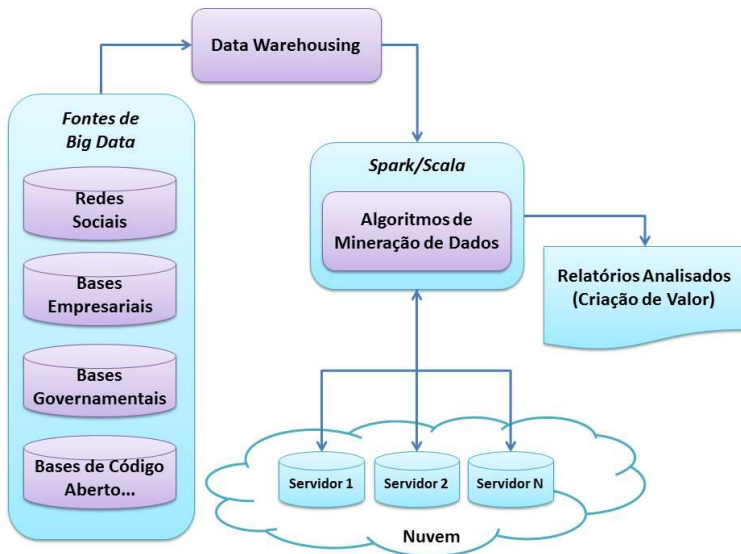 Data Warehousing
Fontes de
Big Data
Redes
Sociais
Bases
Empresariais
Bases
Governamentais
Bases de Código
Aberto...
Spark/Scala
Algoritmos de
Mineração de Dados
Relatórios Analisados
(Criação de Valor)
Servidor 1
Servidor 2
Servidor N
Nuvem